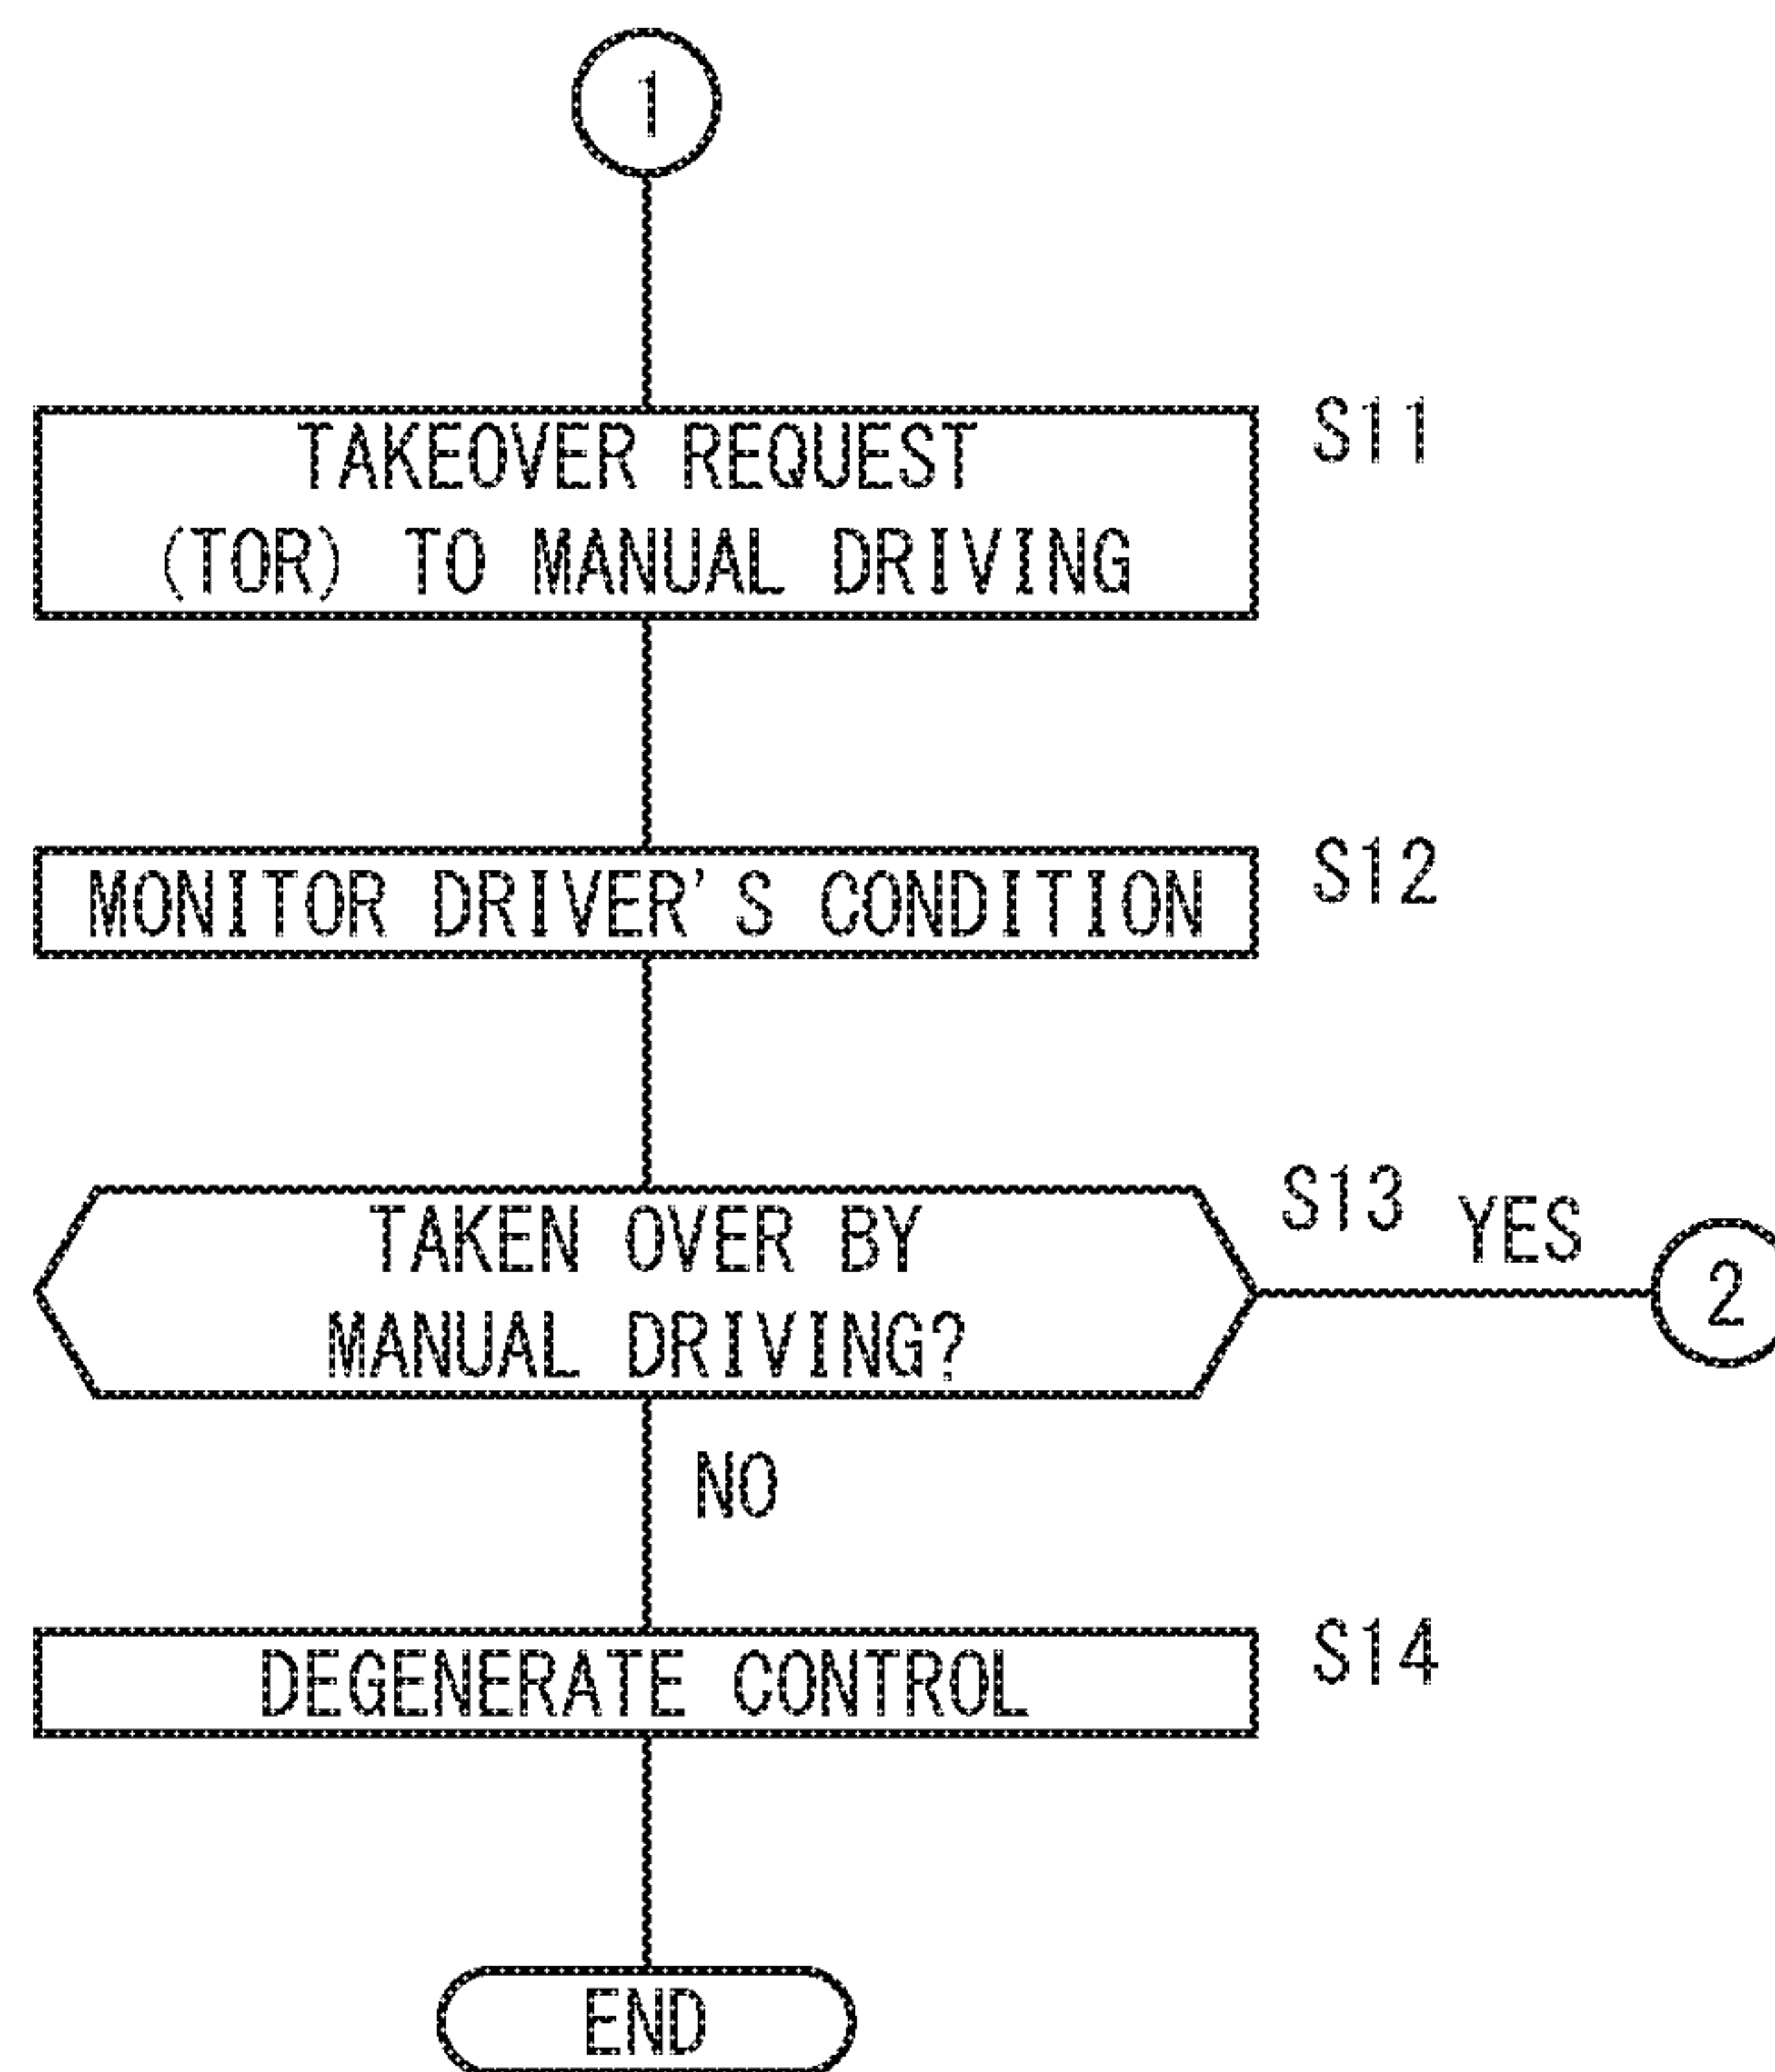 1
TAKEOVER REQUEST
(TOR) TO MANUAL DRIVING
S11
MONITOR DRIVER'S CONDITION
S12
TAKEN OVER BY
MANUAL DRIVING?
S13
YES
2
NO
DEGENERATE CONTROL
S14
END